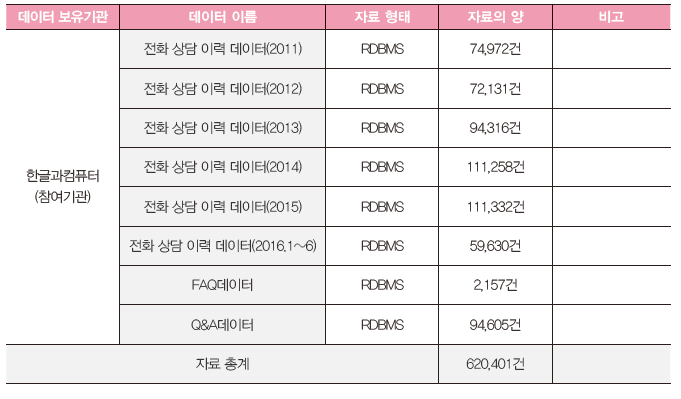 데이터 보유기관 데이터 이름 자료 형태 자료의 양 비고
전화 상담 이력 데이터(2011) RDBMS 74,972건
전화 상담 이력 데이터(2012) RDBMS 72,131건
전화 상담 이력 데이터(2013) RDBMS 94,316건
한글과컴퓨터
(참여기관)
전화 상담 이력 데이터(2014) RDBMS 111,258건
전화 상담 이력 데이터(2015) RDBMS 111,332건
전화 상담 이력 데이터(2016.1~6) RDBMS 59,630건
FAQ데이터 RDBMS 2,157건
Q&A데이터 RDBMS 94,605건
자료 총계 620,401건